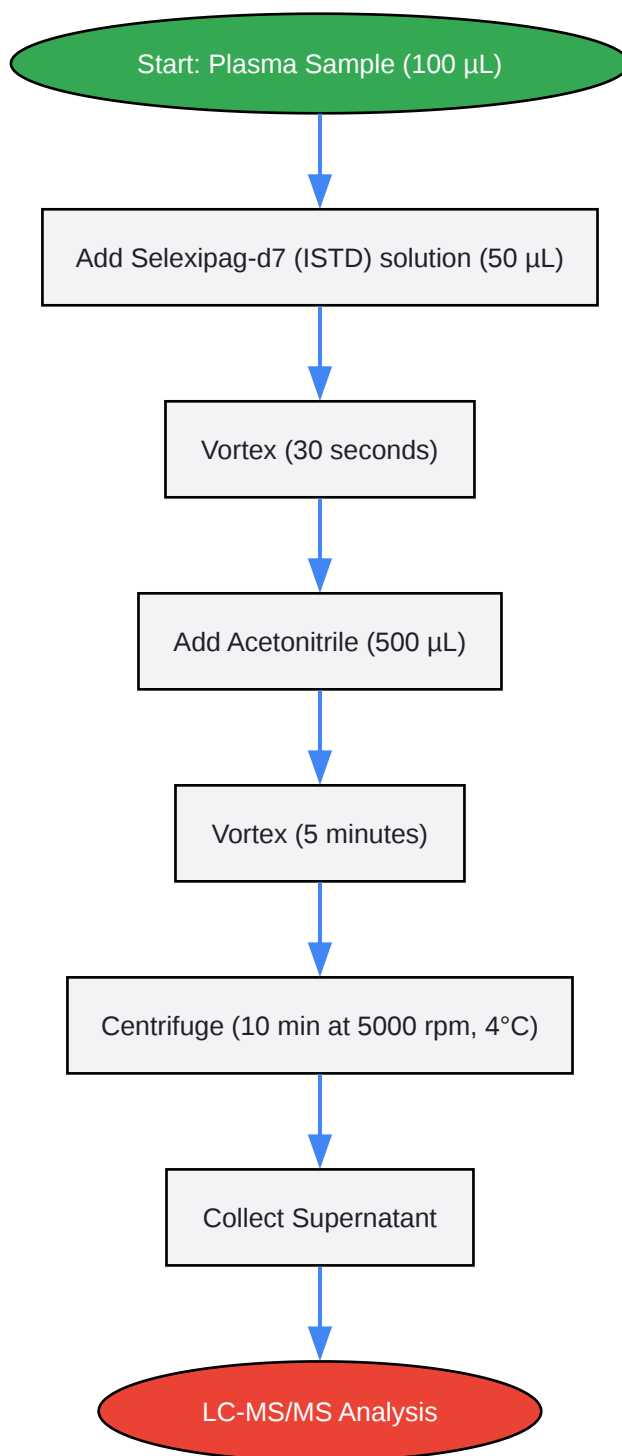 Start: Plasma Sample (100 µL)
Add Selexipag-d7 (ISTD) solution (50 µL)
Vortex (30 seconds)
Add Acetonitrile (500 µL)
Vortex (5 minutes)
Centrifuge (10 min at 5000 rpm, 4°C)
Collect Supernatant
LC-MS/MS Analysis